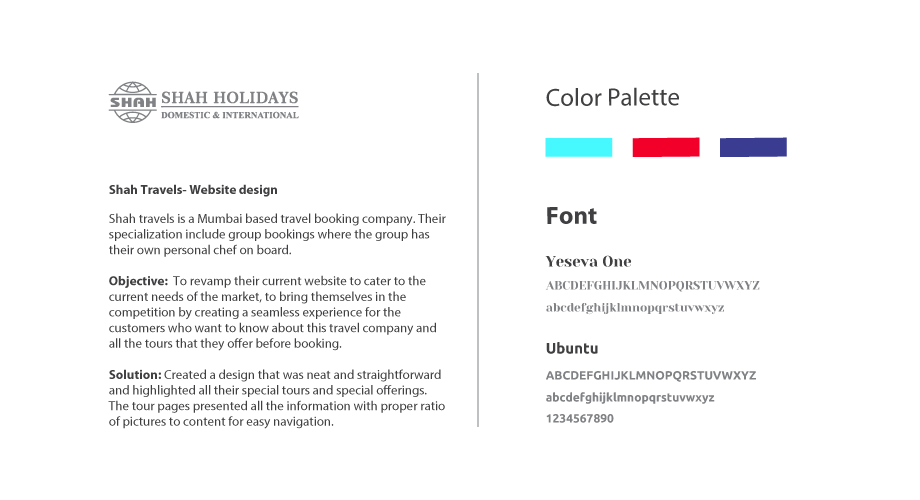 SHAH
SHAH HOLIDAYS
DOMESTIC & INTERNATIONAL
Shah Travels- Website design
Shah travels is a Mumbai based travel booking company. Their
specialization include group bookings where the group has
their own personal chef on board.
Objective: To revamp their current website to cater to the
current needs of the market, to bring themselves in the
competition by creating a seamless experience for the
customers who want to know about this travel company and
all the tours that they offer before booking.
Solution: Created a design that was neat and straightforward
and highlighted all their special tours and special offerings.
The tour pages presented all the information with proper ratio
of pictures to content for easy navigation.
Color Palette
Font
Yeseva One
ABCDEFGHIJKLMNOPQRSTUVWXYZ
abcdefghijklmnopqrstuvwxyz
Ubuntu
ABCDEFGHIJKLMNOPQRSTUVWXYZ
abcdefghijklmnopqrstuvwxyz
1234567890